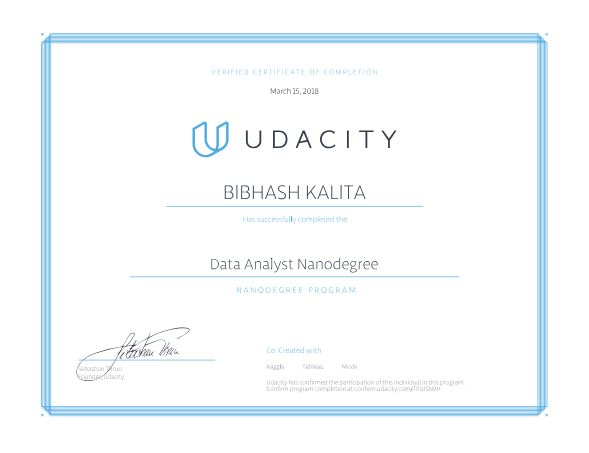 VERIFIED CERTIFICATE OF COMPLETION
March 15, 2018
UDACITY
BIBHASH KALITA
Has successfully completed the
Data Analyst Nanodegree
NANODEGREE PROGRAM
Co-Created with
Sebastian Thrun
Founder, Udacity
Kaggle Tableau Mode
Udacity has confirmed the participation of this individual in this program.
Confirm program completion at confirm.udacity.com/